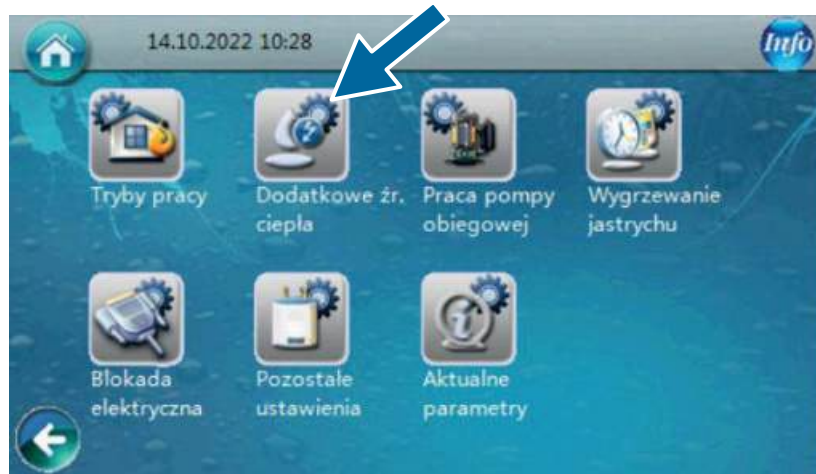 14.10.2022 10:28
Info
Tryby pracy
Dodatkowe źr.
ciepła
Praca pompy
obiegowej
Wygrzewanie
jastrychu
Blokada
elektryczna
Pozostałe
ustawienia
Aktualne
parametry